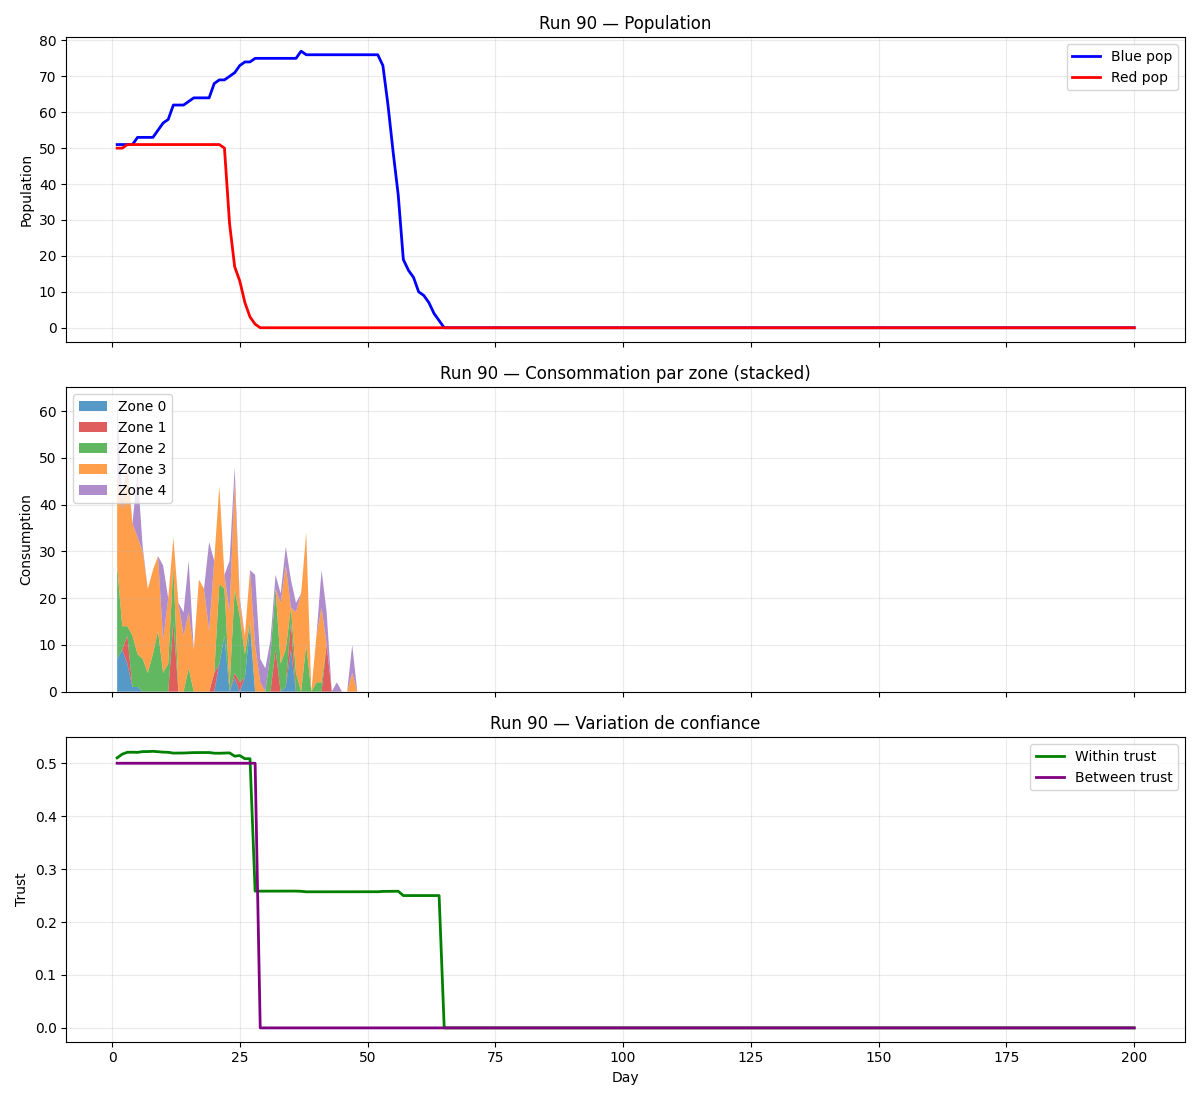 Run 90 — Population
80
70
60
50
40
30
20
10
0
Population
Blue pop
Red pop
Run 90 — Consommation par zone (stacked)
60
50
40
30
20
10
0
Consumption
Zone 0
Zone 1
Zone 2
Zone 3
Zone 4
Run 90 — Variation de confiance
0.5
0.4
0.3
0.2
0.1
0.0
Trust
Within trust
Between trust
0 25 50 75 100 125 150 175 200
Day